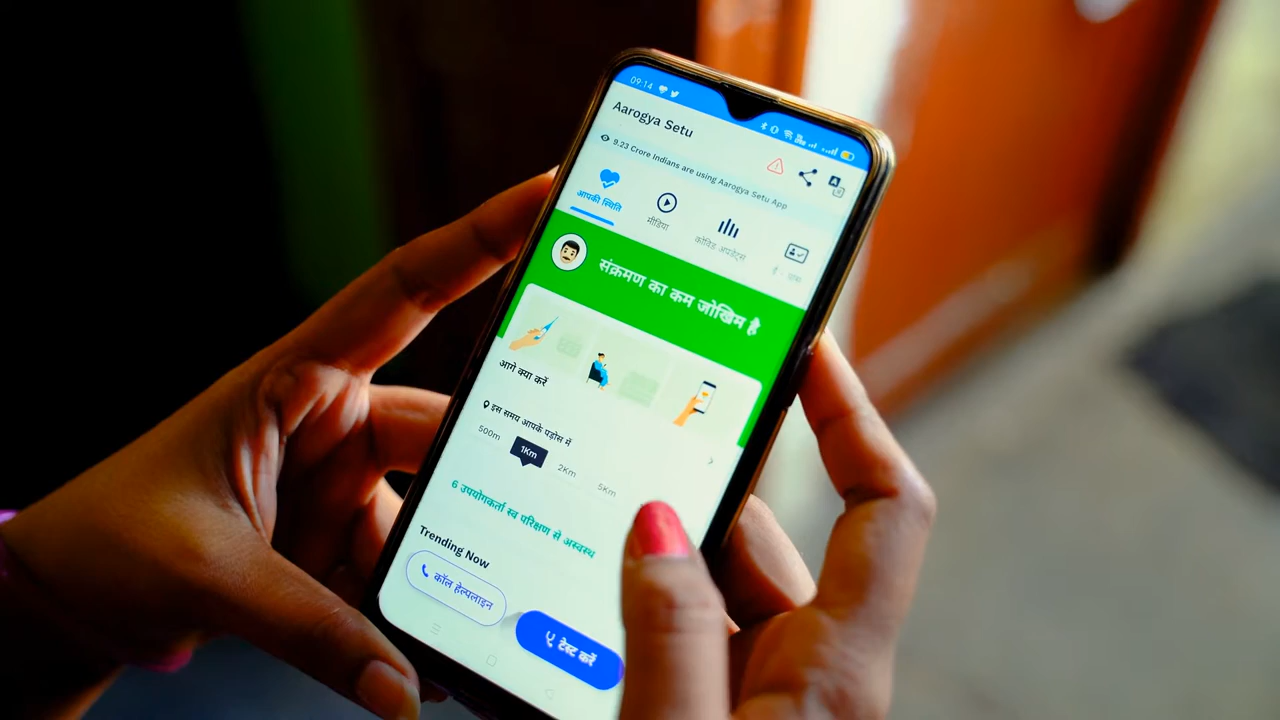 09:14
Aarogya Setu
9.23 Crore Indians are using Aarogya Setu App
आपकी स्थिति
मीडिया
कोविड अपडेट्स
संक्रमण का कम जोखिम है
आगे क्या करें
इस समय आपके पड़ोस में
500m 1Km 2Km 5Km
6 उपयोगकर्ता स्व परिक्षण से अस्वस्थ
Trending Now
कॉल हेल्पलाइन
टेस्ट करें